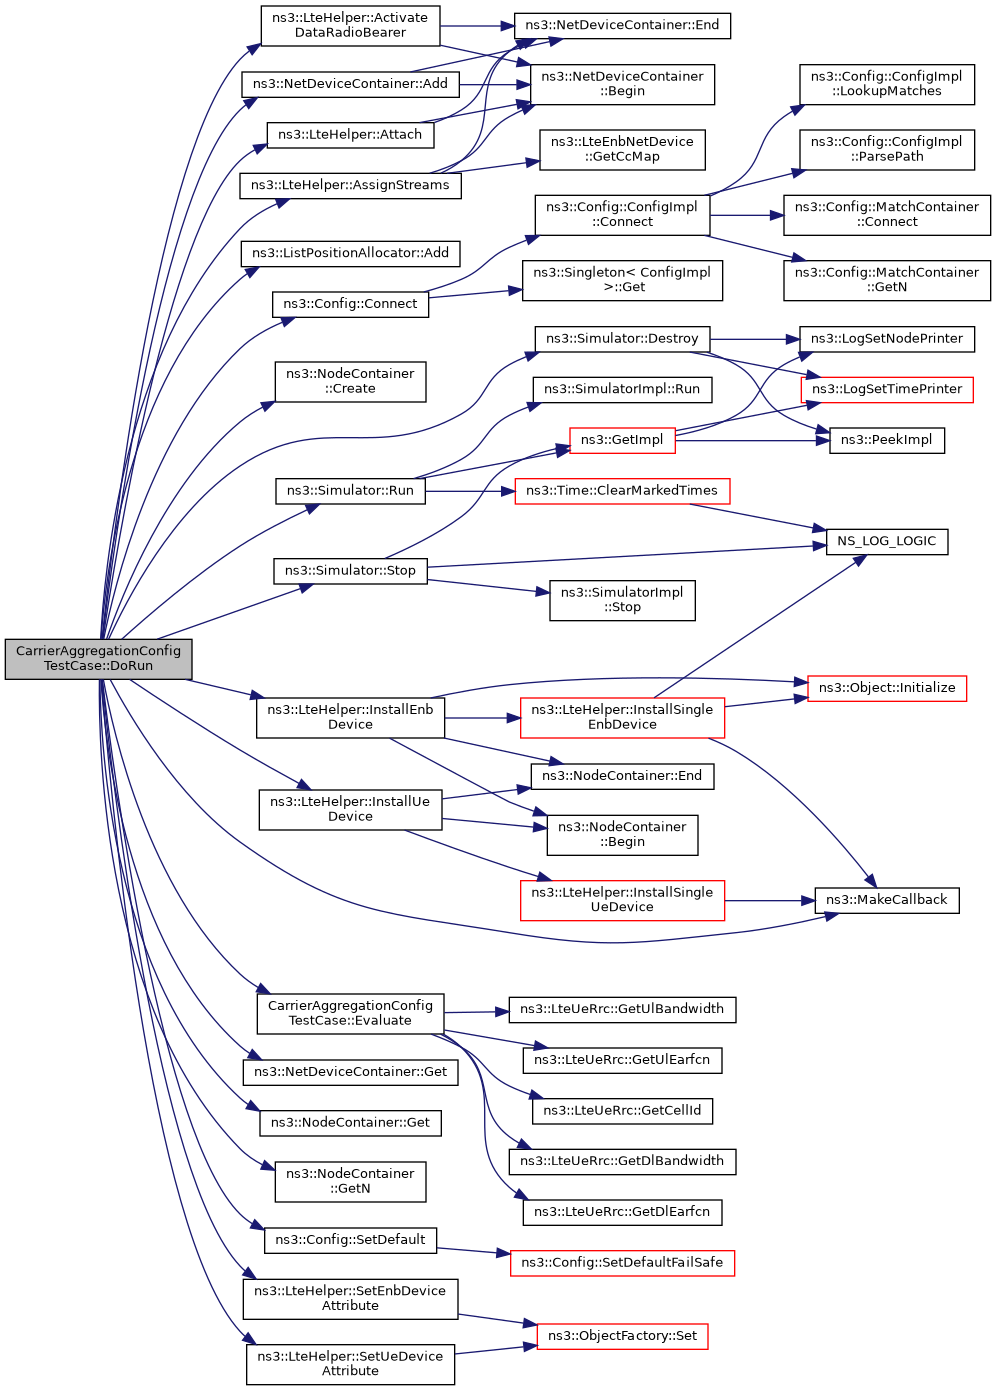 ns3::LteHelper::Activate
DataRadioBearer
ns3::NetDeviceContainer::End
ns3::NetDeviceContainer::Add
ns3::NetDeviceContainer
::Begin
ns3::Config::ConfigImpl
::LookupMatches
ns3::LteHelper::Attach
ns3::LteEnbNetDevice
::GetCcMap
ns3::Config::ConfigImpl
::ParsePath
ns3::LteHelper::AssignStreams
ns3::Config::ConfigImpl
::Connect
ns3::Config::MatchContainer
::Connect
ns3::ListPositionAllocator::Add
ns3::Singleton< ConfigImpl
>::Get
ns3::Config::MatchContainer
::GetN
ns3::Config::Connect
ns3::Simulator::Destroy
ns3::LogSetNodePrinter
ns3::NodeContainer
::Create
ns3::SimulatorImpl::Run
ns3::LogSetTimePrinter
ns3::GetImpl
ns3::PeekImpl
ns3::Simulator::Run
ns3::Time::ClearMarkedTimes
NS_LOG_LOGIC
ns3::Simulator::Stop
ns3::SimulatorImpl
::Stop
CarrierAggregationConfig
TestCase::DoRun
ns3::LteHelper::InstallEnb
Device
ns3::LteHelper::InstallSingle
EnbDevice
ns3::Object::Initialize
ns3::NodeContainer::End
ns3::LteHelper::InstallUe
Device
ns3::NodeContainer
::Begin
ns3::LteHelper::InstallSingle
UeDevice
ns3::MakeCallback
CarrierAggregationConfig
TestCase::Evaluate
ns3::LteUeRrc::GetUlBandwidth
ns3::LteUeRrc::GetUlEarfcn
ns3::NetDeviceContainer::Get
ns3::LteUeRrc::GetCellId
ns3::NodeContainer::Get
ns3::LteUeRrc::GetDlBandwidth
ns3::NodeContainer
::GetN
ns3::LteUeRrc::GetDlEarfcn
ns3::Config::SetDefault
ns3::Config::SetDefaultFailSafe
ns3::LteHelper::SetEnbDevice
Attribute
ns3::ObjectFactory::Set
ns3::LteHelper::SetUeDevice
Attribute